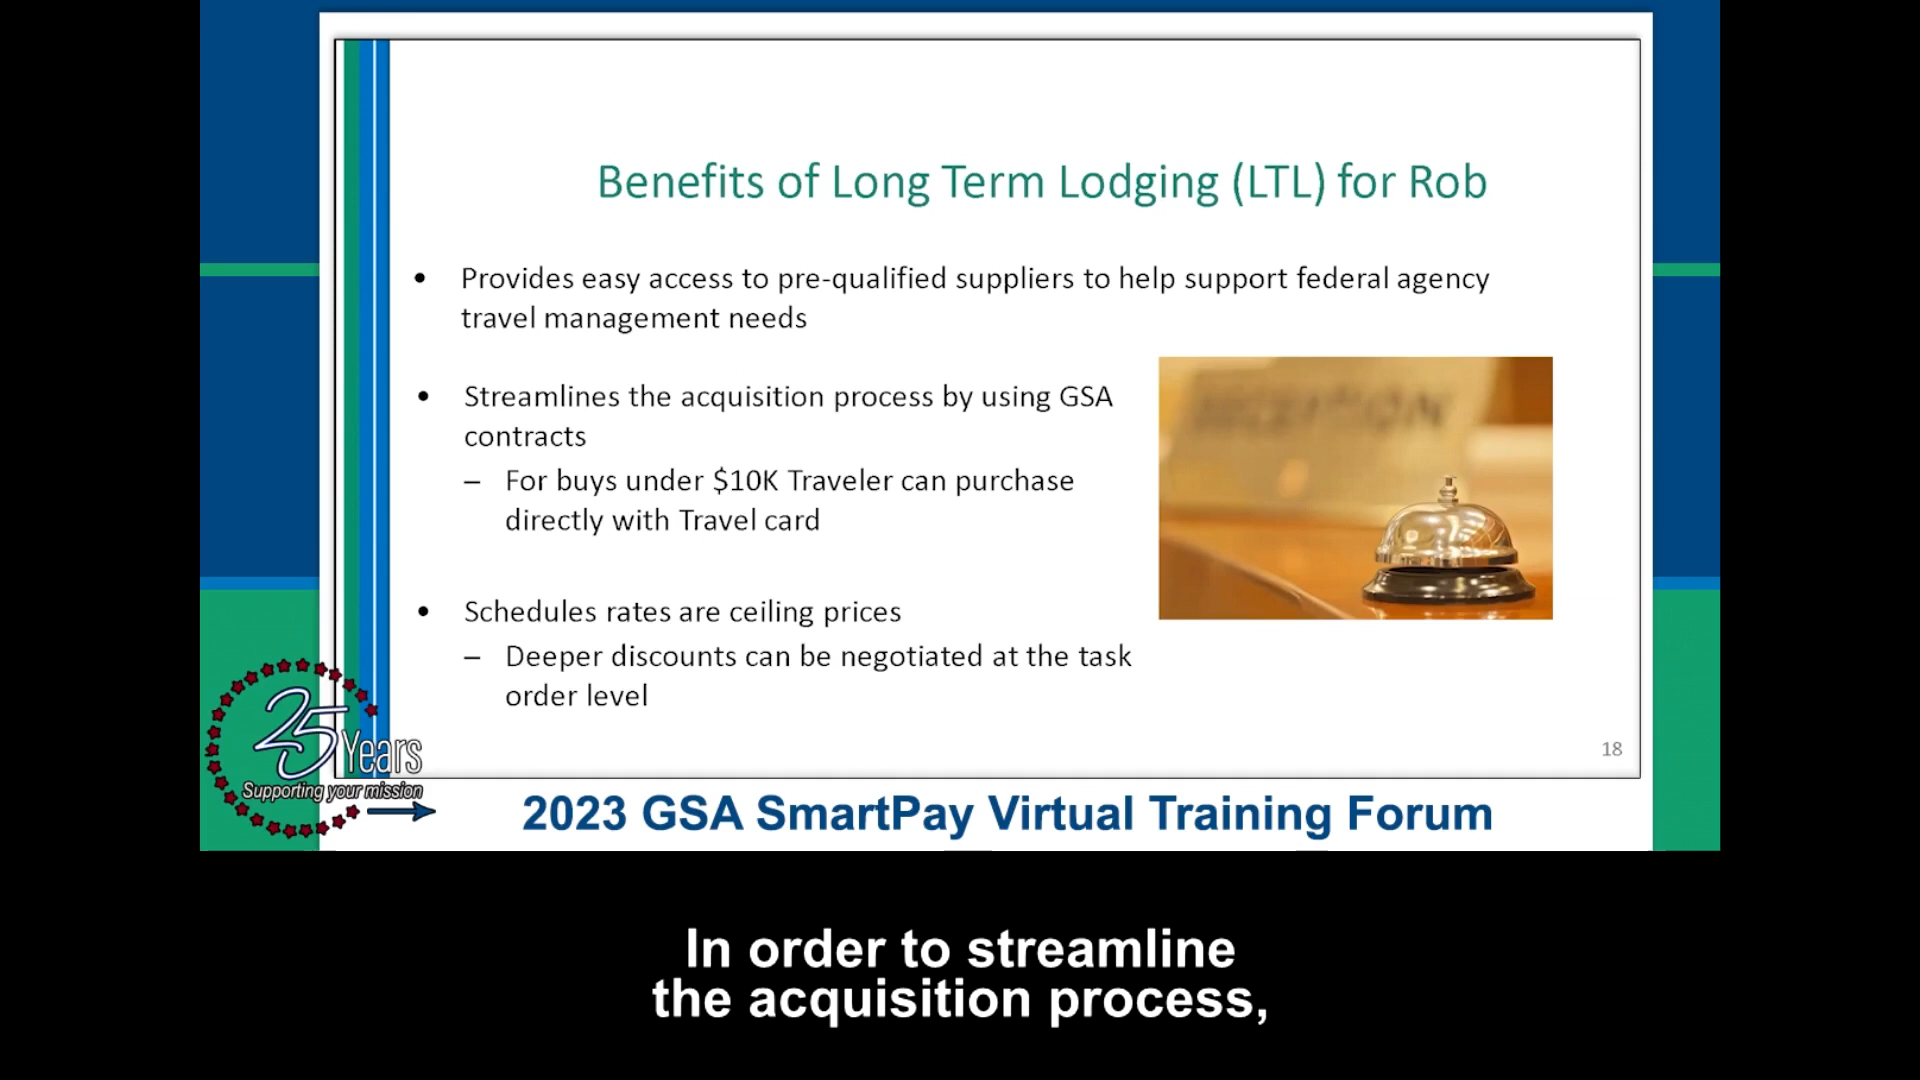 Benefits of Long Term Lodging (LTL) for Rob
• Provides easy access to pre-qualified suppliers to help support federal agency
travel management needs
• Streamlines the acquisition process by using GSA
contracts
– For buys under $10K Traveler can purchase
directly with Travel card
RECEPTION
• Schedules rates are ceiling prices
– Deeper discounts can be negotiated at the task
order level
18
25 Years
Supporting your mission
2023 GSA SmartPay Virtual Training Forum
In order to streamline
the acquisition process,